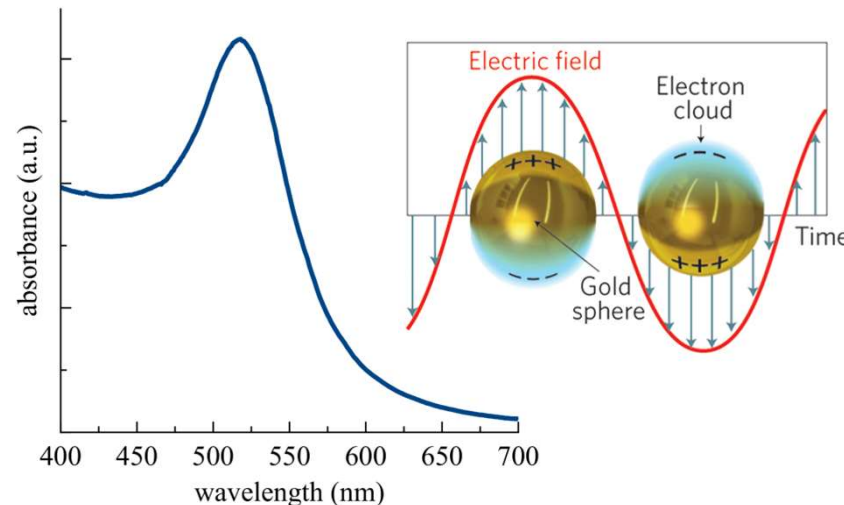 absorbance (a.u.)
400 450 500 550 600 650 700
wavelength (nm)
Electric field
Electron
cloud
+++
− − −
− − −
+++
Time
Gold
sphere